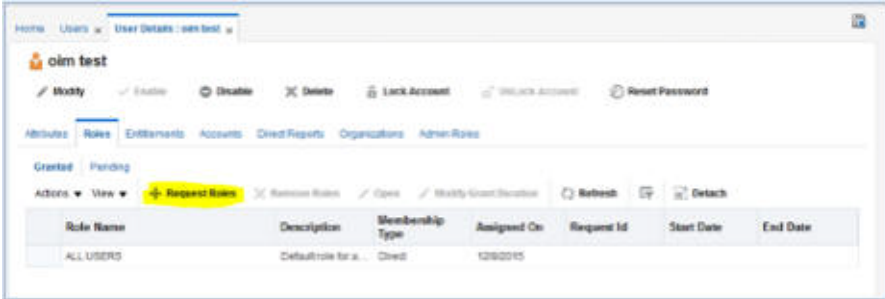 Home Users x User Details : oim test x
oim test
Modify Enable Disable Delete Lock Account Unlock Account Reset Password
Attributes Roles Entitlements Accounts Direct Reports Organizations Admin Roles
Granted Pending
Actions View Request Roles Remove Roles Open Modify Grant Duration Refresh Detach
Role Name Description Membership Type Assigned On Request Id Start Date End Date
ALL USERS Default role for a... Direct 12/8/2015